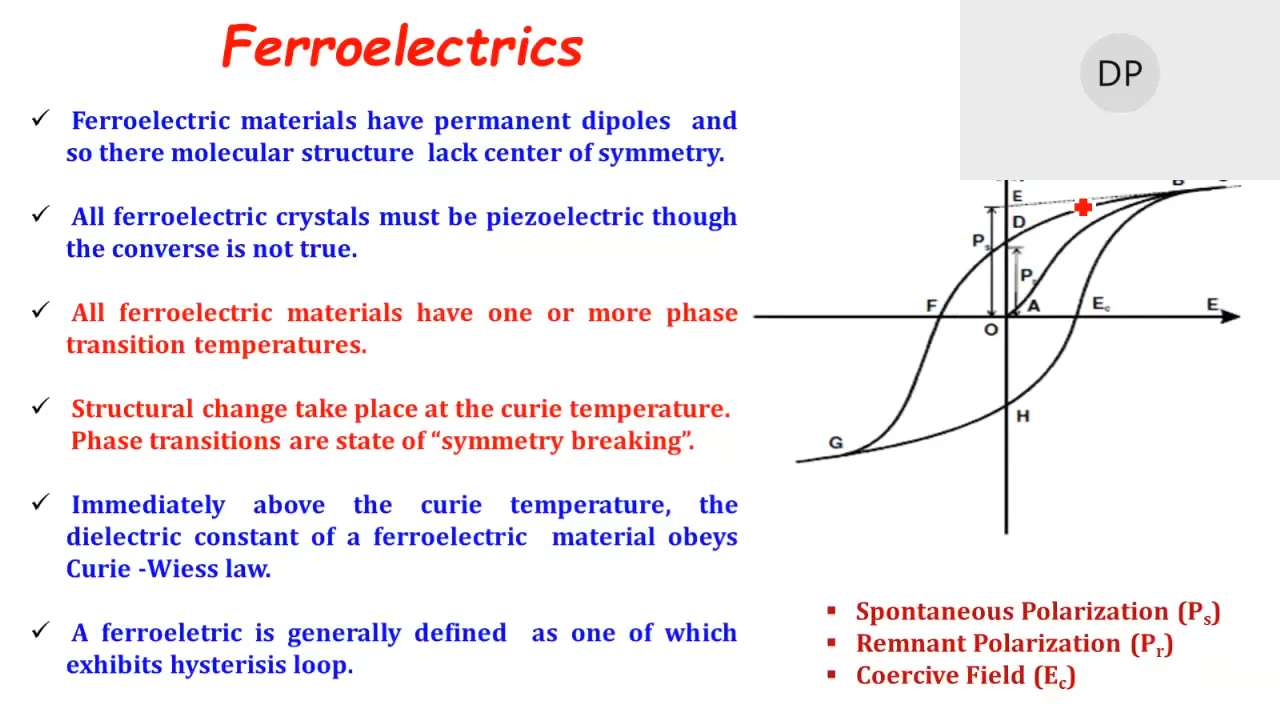 Ferroelectrics
DP
✓ Ferroelectric materials have permanent dipoles and
so there molecular structure lack center of symmetry.
✓ All ferroelectric crystals must be piezoelectric though
the converse is not true.
✓ All ferroelectric materials have one or more phase
transition temperatures.
✓ Structural change take place at the curie temperature.
Phase transitions are state of “symmetry breaking”.
✓ Immediately above the curie temperature, the
dielectric constant of a ferroelectric material obeys
Curie -Wiess law.
✓ A ferroeletric is generally defined as one of which
exhibits hysterisis loop.
E
D
Ps
P
F
A
Ec
E
O
H
G
▪ Spontaneous Polarization (Ps)
▪ Remnant Polarization (Pr)
▪ Coercive Field (Ec)